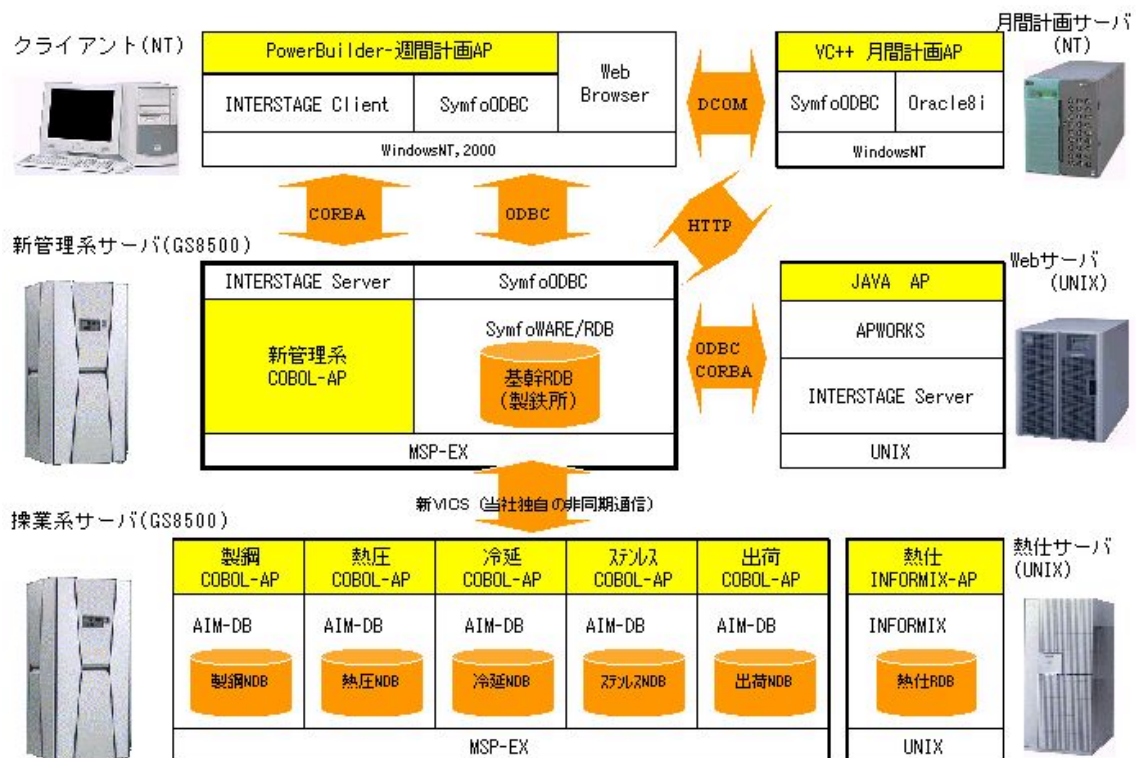 クライアント(NT)
PowerBuilder-週間計画AP
INTERSTAGE Client
SymfoODBC
Web
Browser
WindowsNT,2000
DCOM
月間計画サーバ
(NT)
VC++ 月間計画AP
SymfoODBC
Oracle8i
WindowsNT
CORBA
ODBC
HTTP
新管理系サーバ(GS8500)
INTERSTAGE Server
SymfoODBC
新管理系
COBOL-AP
SymfoWARE/RDB
基幹RDB
(製鉄所)
MSP-EX
ODBC
CORBA
Webサーバ
(UNIX)
JAVA AP
APWORKS
INTERSTAGE Server
UNIX
新VICS (当社独自の非同期通信)
操業系サーバ(GS8500)
製鋼
COBOL-AP
熱圧
COBOL-AP
冷延
COBOL-AP
ステンレス
COBOL-AP
出荷
COBOL-AP
AIM-DB
AIM-DB
AIM-DB
AIM-DB
AIM-DB
製鋼NDB
熱圧NDB
冷延NDB
ステンレスNDB
出荷NDB
MSP-EX
熱仕サーバ
(UNIX)
熱仕
INFORMIX-AP
INFORMIX
熱仕RDB
UNIX